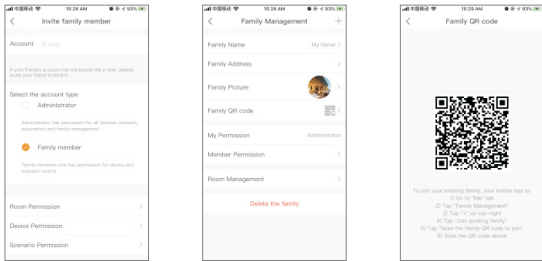 中国移动 10:28 AM 93%
Invite family member
Account E-mail
If your friend's account has not bound the e-mail, please
invite your friend to bind it
Select the account type
Administrator
Administrator has permission for all devices, scenario,
automation and family management.
Family member
Family members only has permission for device and
scenario control
Room Permission
Device Permission
Scenario Permission
中国移动 10:28 AM 93%
Family Management
Family Name My Home
Family Address
Family Picture
Family QR code
My Permission Administrator
Member Permission
Room Management
Delete the family
中国移动 10:29 AM 93%
Family QR code
To join your existing family, your invitee has to:
1) Go to "Me" tab
2) Tap "Family Management"
3) Tap "+" on top-right
4) Tap "Join existing family"
5) Tap "Scan the family QR code to join"
6) Scan the QR code above